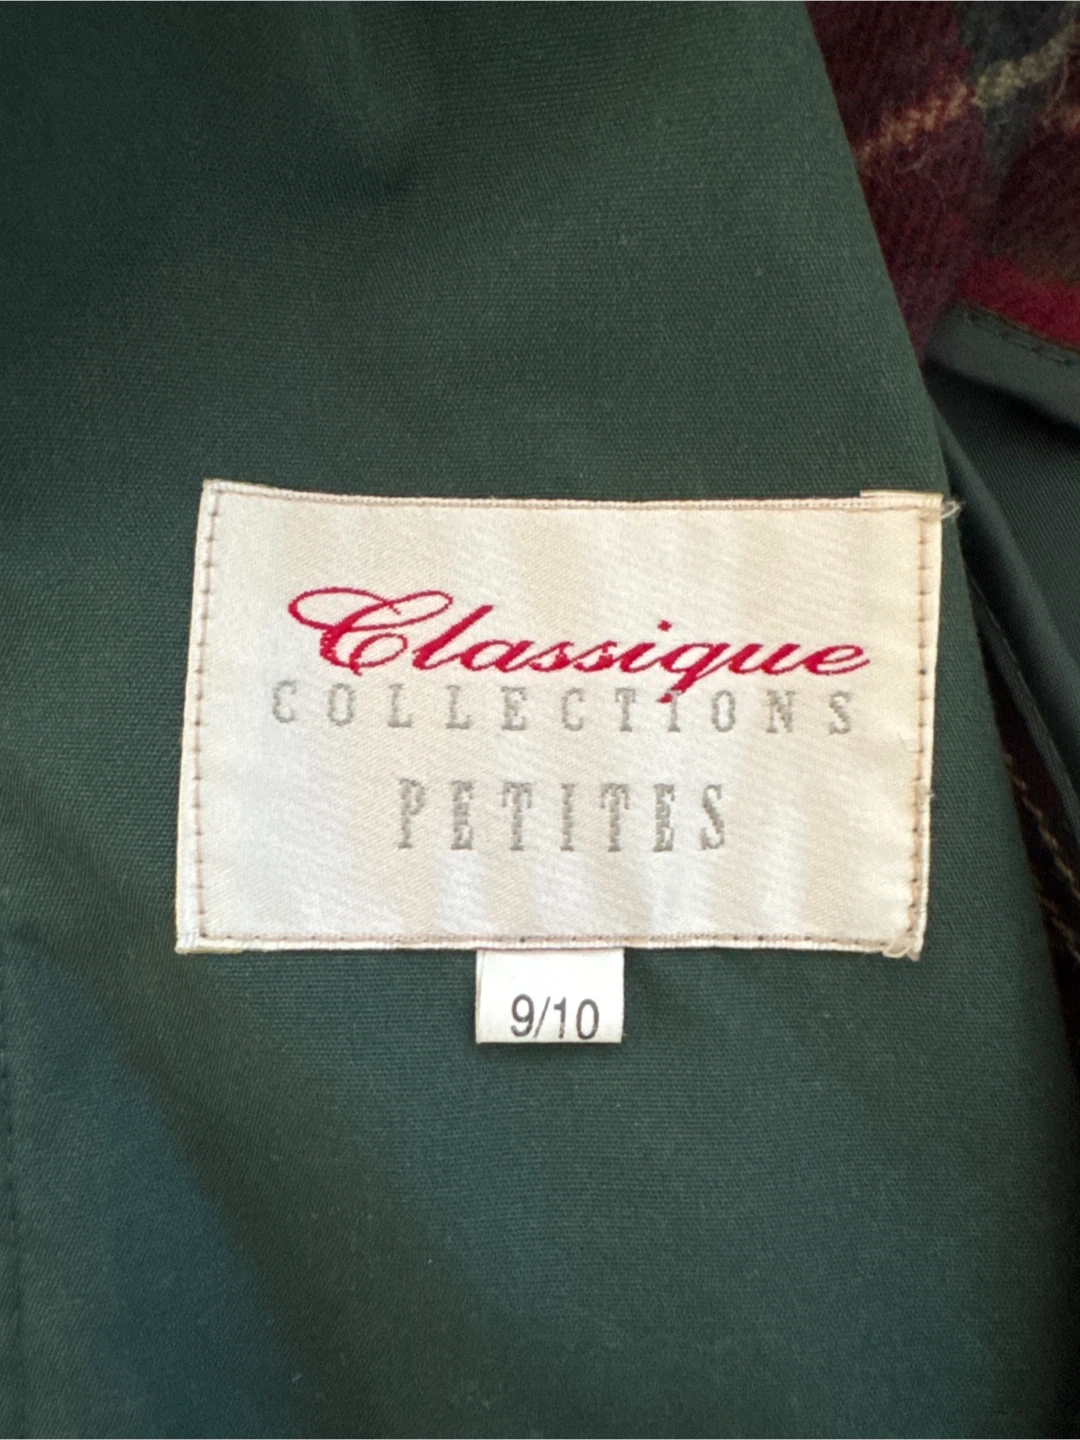 Classique
COLLECTIONS
PETITES
9/10